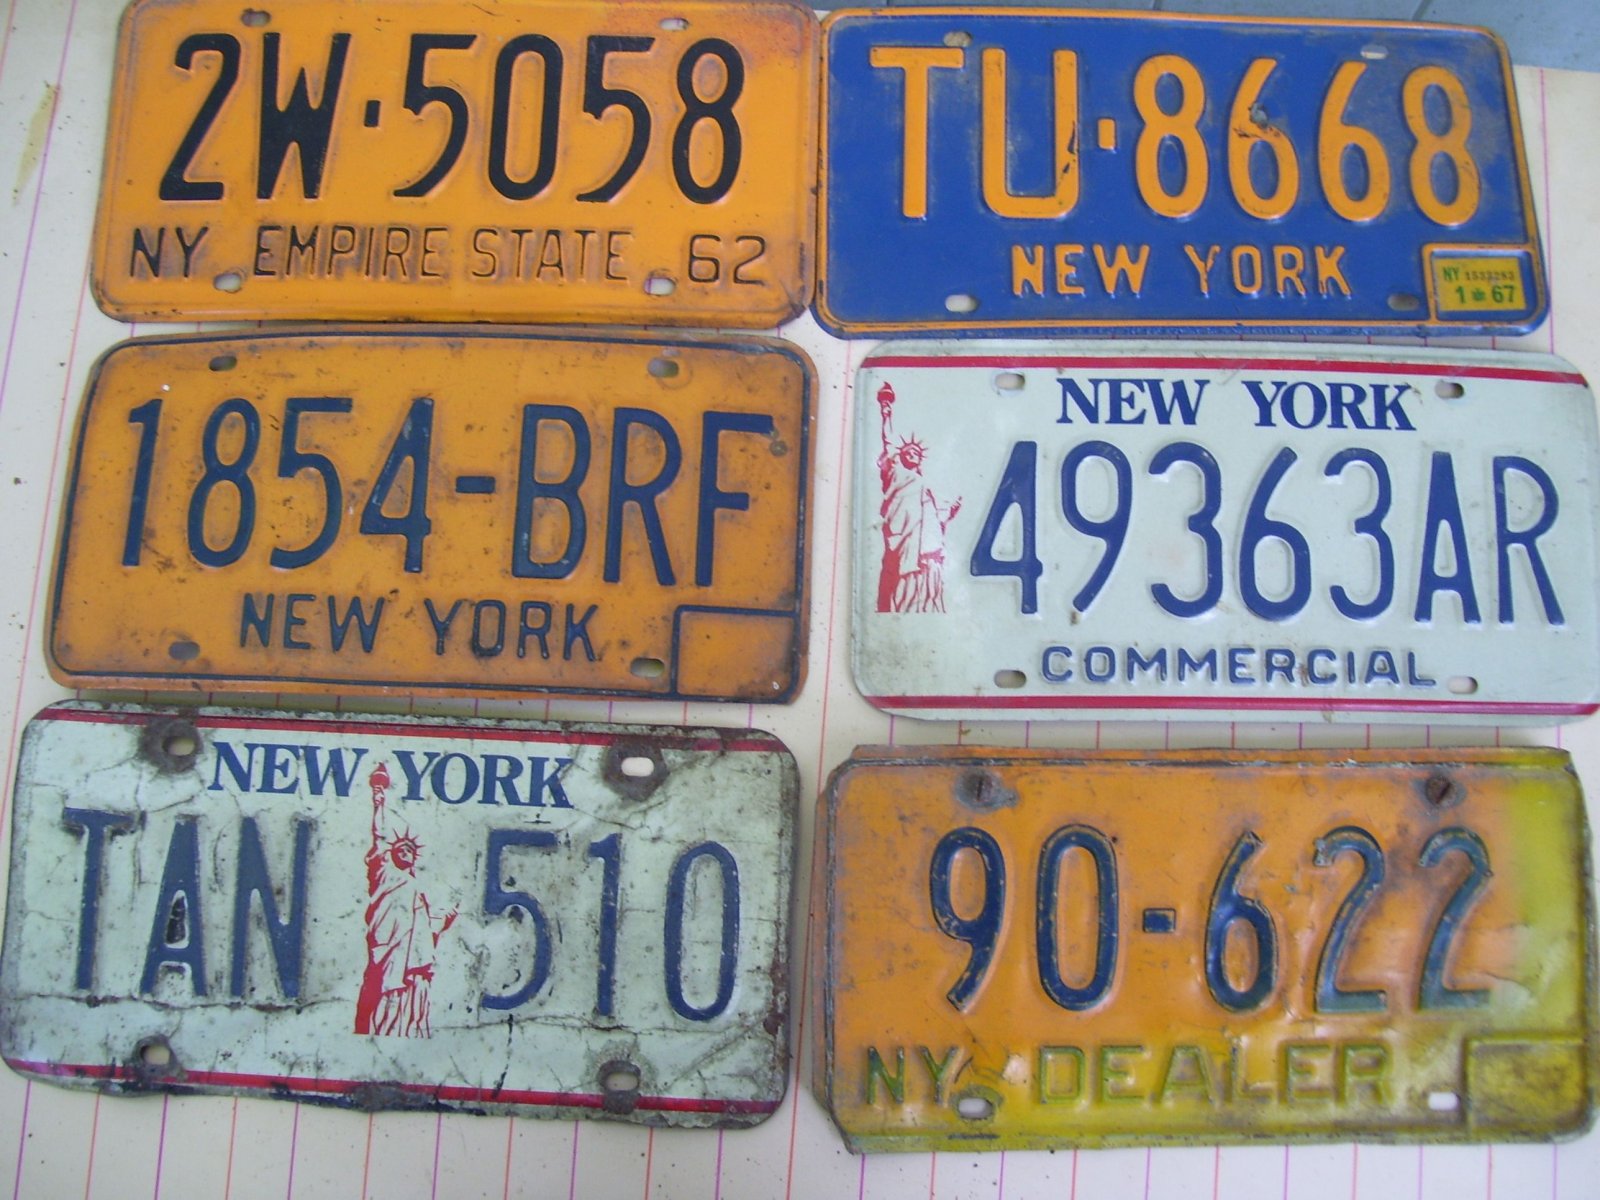 2W·5058
NY EMPIRE STATE 62
TU·8668
NEW YORK
NY 1533283
1 67
1854-BRF
NEW YORK
NEW YORK
49363AR
COMMERCIAL
NEW YORK
TAN 510
90-622
NY DEALER